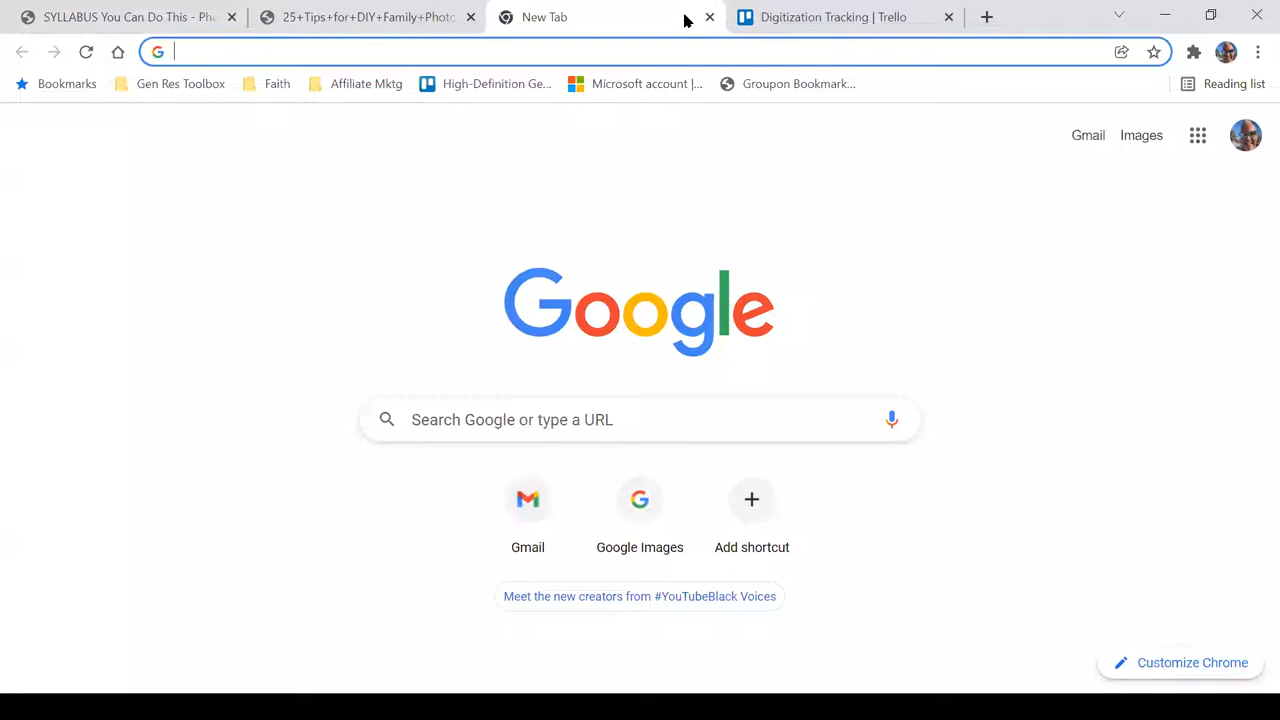 SYLLABUS You Can Do This - Ph
25+Tips+for+DIY+Family+Phot
New Tab
Digitization Tracking | Trello
Bookmarks
Gen Res Toolbox
Faith
Affiliate Mktg
High-Definition Ge...
Microsoft account |...
Groupon Bookmark...
Reading list
Gmail
Images
Google
Search Google or type a URL
Gmail
Google Images
Add shortcut
Meet the new creators from #YouTubeBlack Voices
Customize Chrome